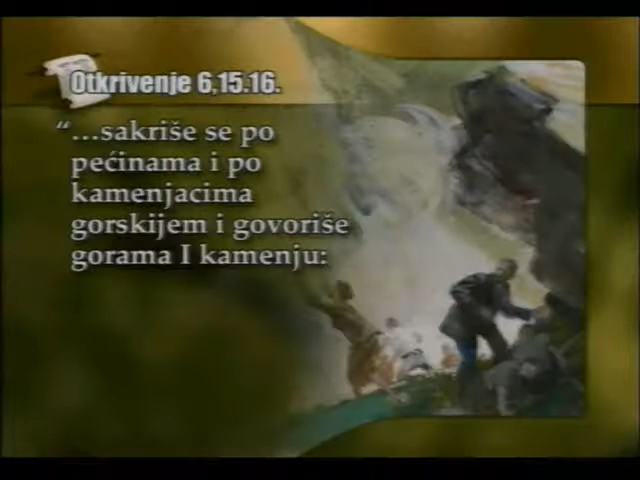 Otkrivenje 6,15.16.
“...sakriše se po
pećinama i po
kamenjacima
gorskijem i govoriše
gorama I kamenju: